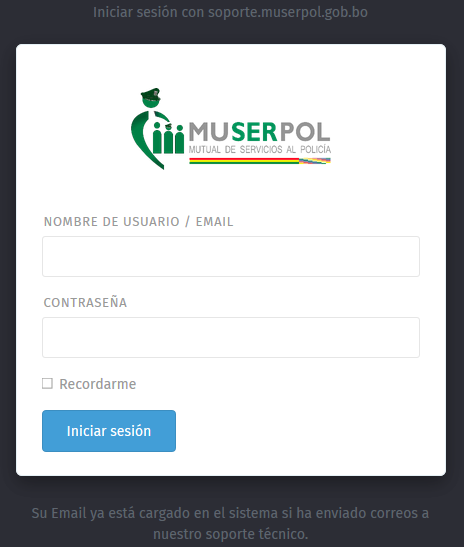 Iniciar sesión con soporte.muserpol.gob.bo
MUSERPOL
MUTUAL DE SERVICIOS AL POLICÍA
NOMBRE DE USUARIO / EMAIL
CONTRASEÑA
Recordarme
Iniciar sesión
Su Email ya está cargado en el sistema si ha enviado correos a
nuestro soporte técnico.